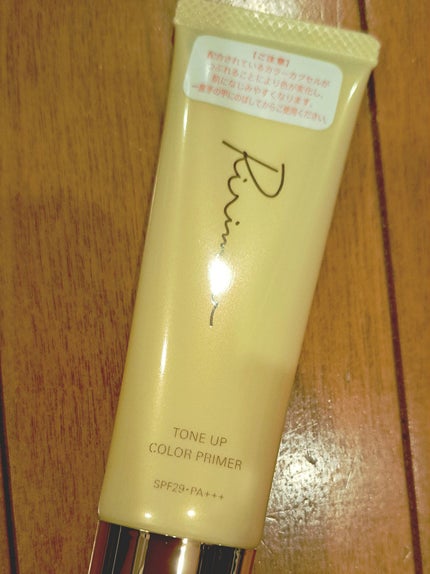 【ご注意】
配合されているカラーカプセルが
つぶれることにより色が変化し、
肌になじみやすくなります。
一度手の甲にのばしてからご使用ください。
TONE UP
COLOR PRIMER
SPF29・PA+++